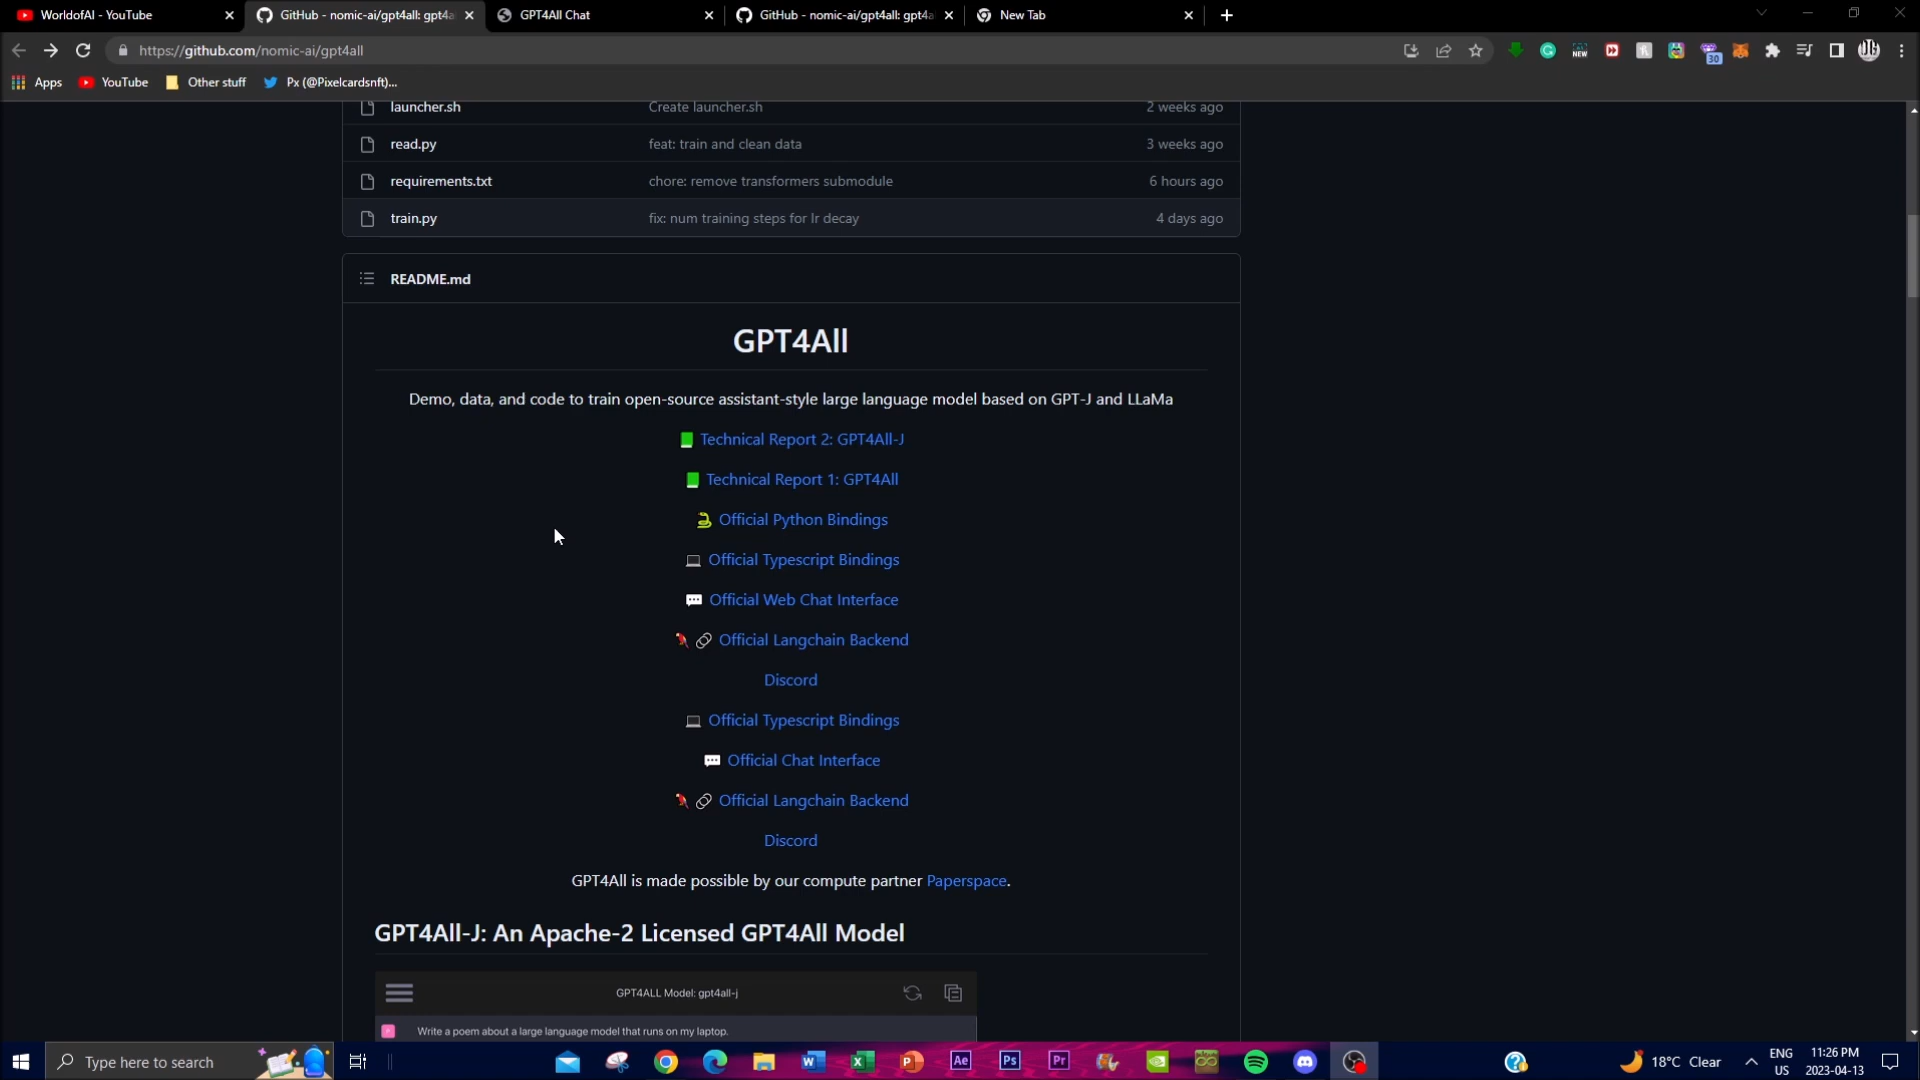 WorldofAI - YouTube
GitHub - nomic-ai/gpt4all: gpt4a
GPT4All Chat
GitHub - nomic-ai/gpt4all: gpt4a
New Tab
https://github.com/nomic-ai/gpt4all
NEW
30
Apps
YouTube
Other stuff
Px (@Pixelcardsnft)...
launcher.sh
Create launcher.sh
2 weeks ago
read.py
feat: train and clean data
3 weeks ago
requirements.txt
chore: remove transformers submodule
6 hours ago
train.py
fix: num training steps for lr decay
4 days ago
README.md
GPT4All
Demo, data, and code to train open-source assistant-style large language model based on GPT-J and LLaMa
Technical Report 2: GPT4All-J
Technical Report 1: GPT4All
Official Python Bindings
Official Typescript Bindings
Official Web Chat Interface
Official Langchain Backend
Discord
Official Typescript Bindings
Official Chat Interface
Official Langchain Backend
Discord
GPT4All is made possible by our compute partner Paperspace.
GPT4All-J: An Apache-2 Licensed GPT4All Model
GPT4ALL Model: gpt4all-j
Write a poem about a large language model that runs on my laptop.
Type here to search
Ae
Ps
Pr
18°C Clear
ENG
US
11:26 PM
2023-04-13